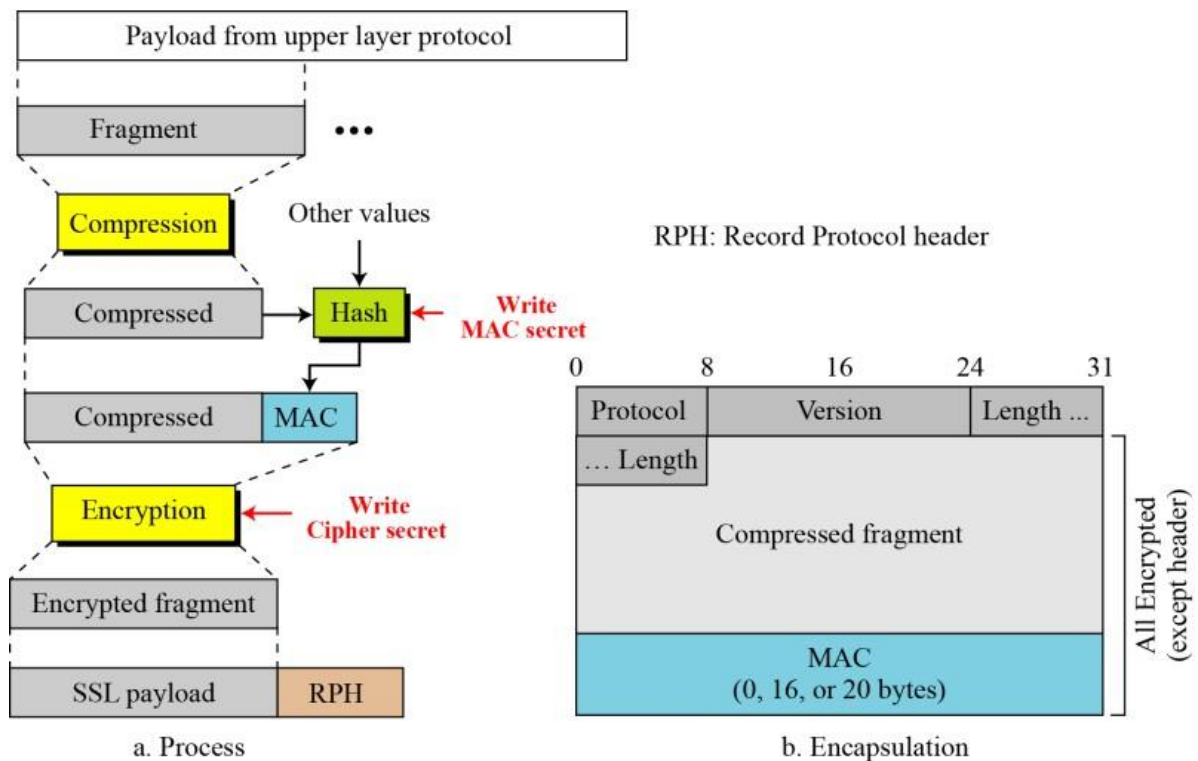 Payload from upper layer protocol
Fragment
•••
Compression
Other values
RPH: Record Protocol header
Compressed
Hash
Write
MAC secret
Compressed
MAC
Encryption
Write
Cipher secret
Encrypted fragment
SSL payload
RPH
a. Process
0 8 16 24 31
Protocol Version Length ...
... Length
Compressed fragment
MAC
(0, 16, or 20 bytes)
All Encrypted
(except header)
b. Encapsulation